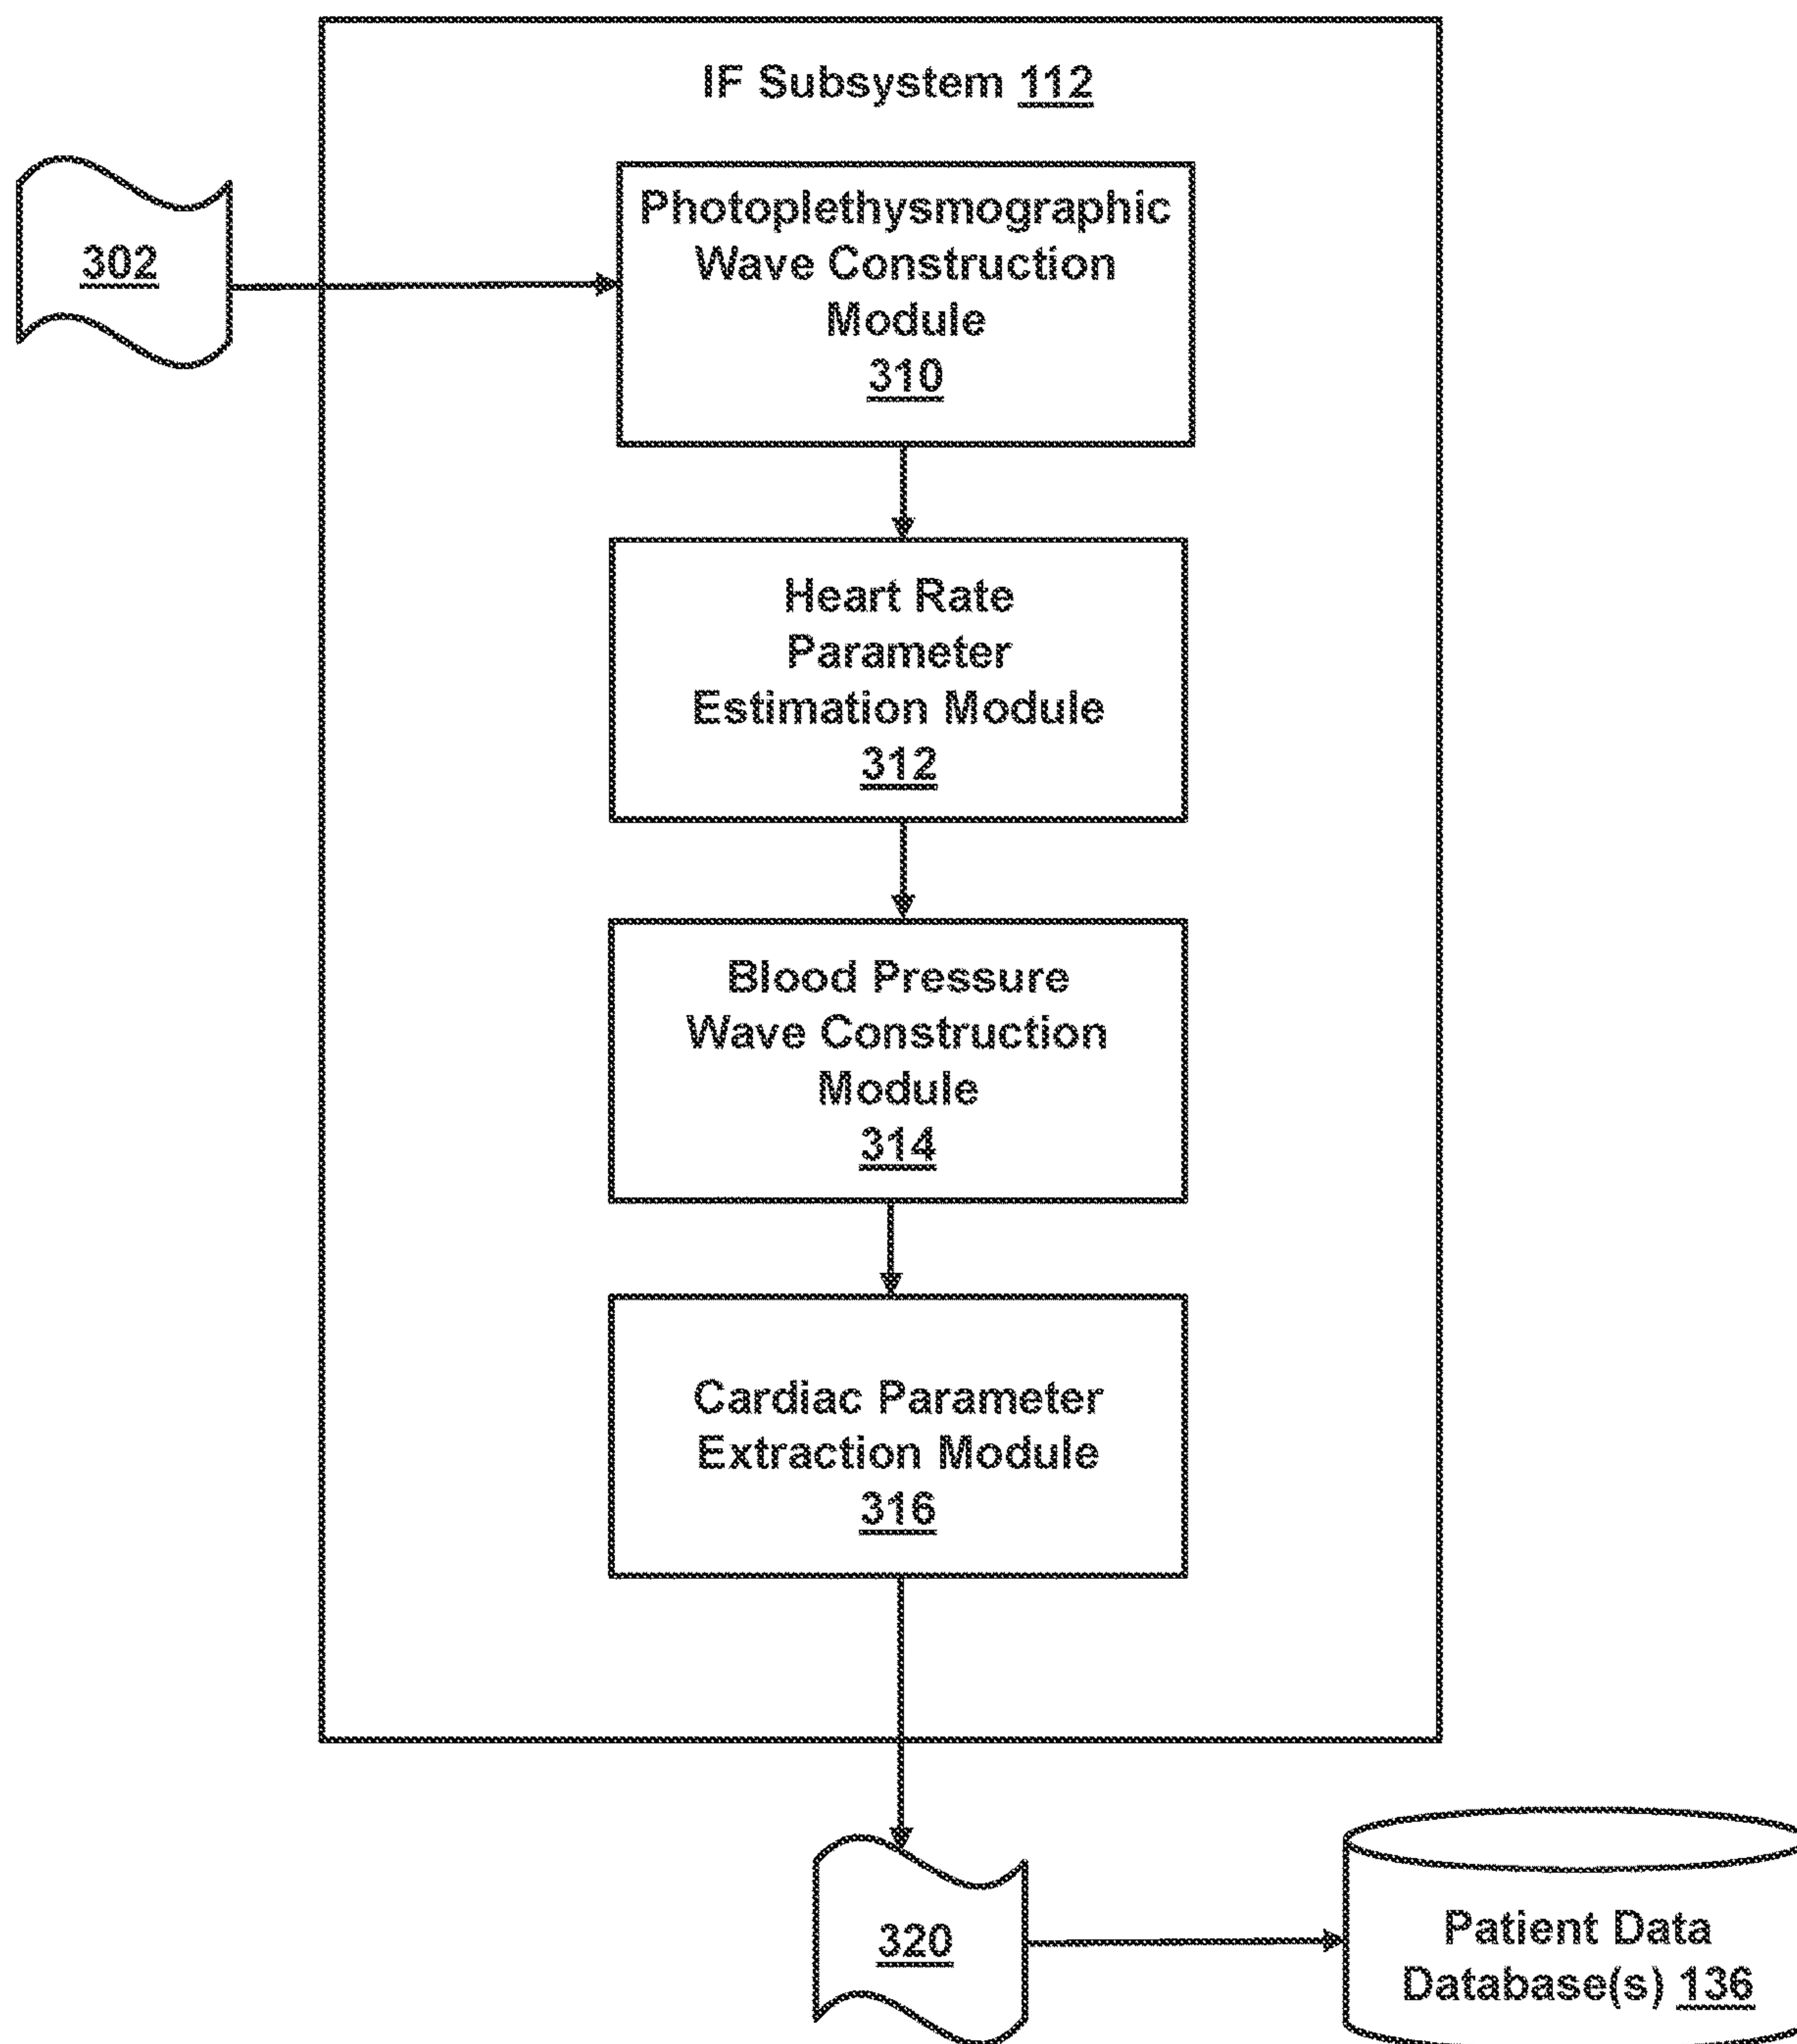 IF Subsystem 112
302
Photoplethysmographic
Wave Construction
Module
310
Heart Rate
Parameter
Estimation Module
312
Blood Pressure
Wave Construction
Module
314
Cardiac Parameter
Extraction Module
316
320
Patient Data
Database(s) 136